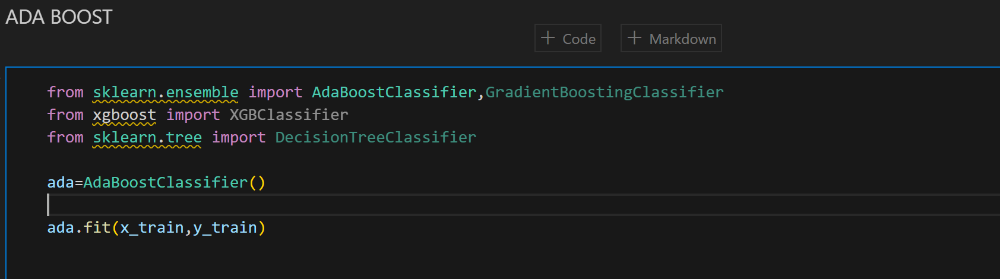 ADA BOOST
+ Code + Markdown
from sklearn.ensemble import AdaBoostClassifier,GradientBoostingClassifier
from xgboost import XGBClassifier
from sklearn.tree import DecisionTreeClassifier
ada=AdaBoostClassifier()
ada.fit(x_train,y_train)